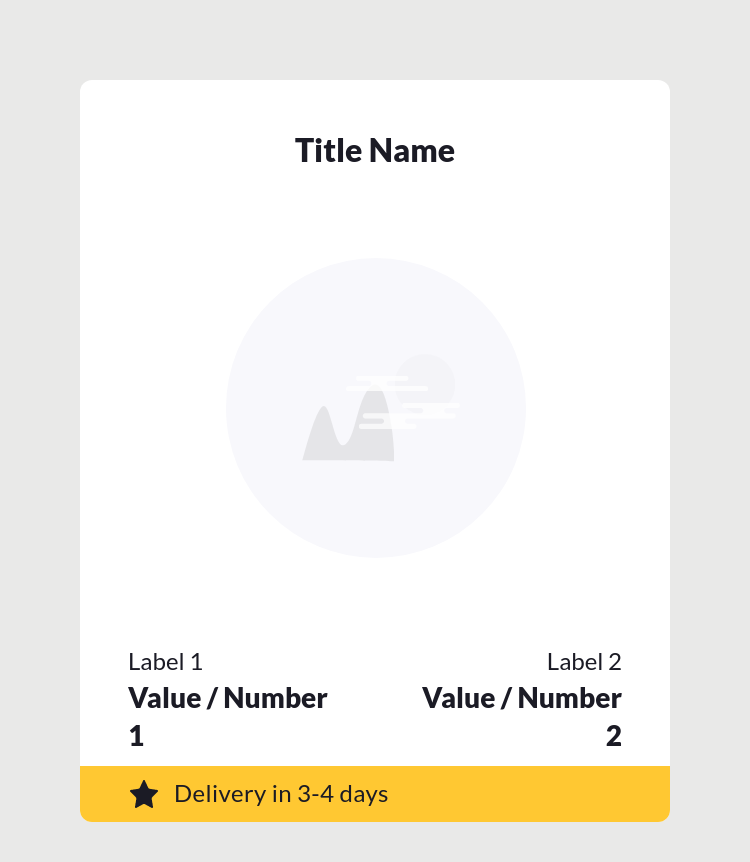 Title Name
Label 1
Label 2
Value / Number
1
Value / Number
2
Delivery in 3-4 days